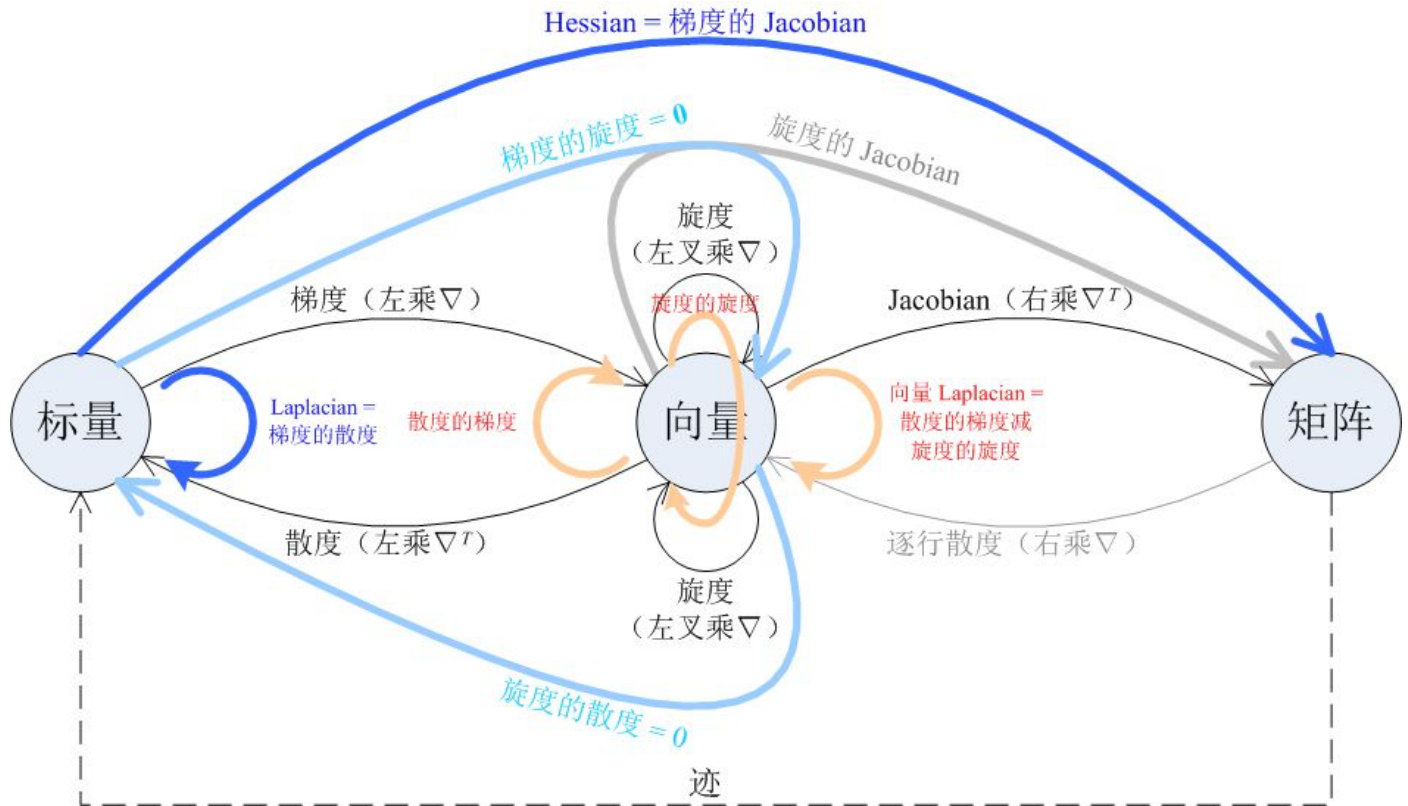 Hessian = 梯度的 Jacobian
梯度的旋度 = 0
旋度的 Jacobian
旋度
（左叉乘∇）
旋度的旋度
梯度（左乘∇）
Jacobian（右乘∇ᵀ）
标量
Laplacian =
梯度的散度
散度的梯度
向量
向量 Laplacian =
散度的梯度减
旋度的旋度
矩阵
散度（左乘∇ᵀ）
逐行散度（右乘∇）
旋度
（左叉乘∇）
旋度的散度 = 0
迹